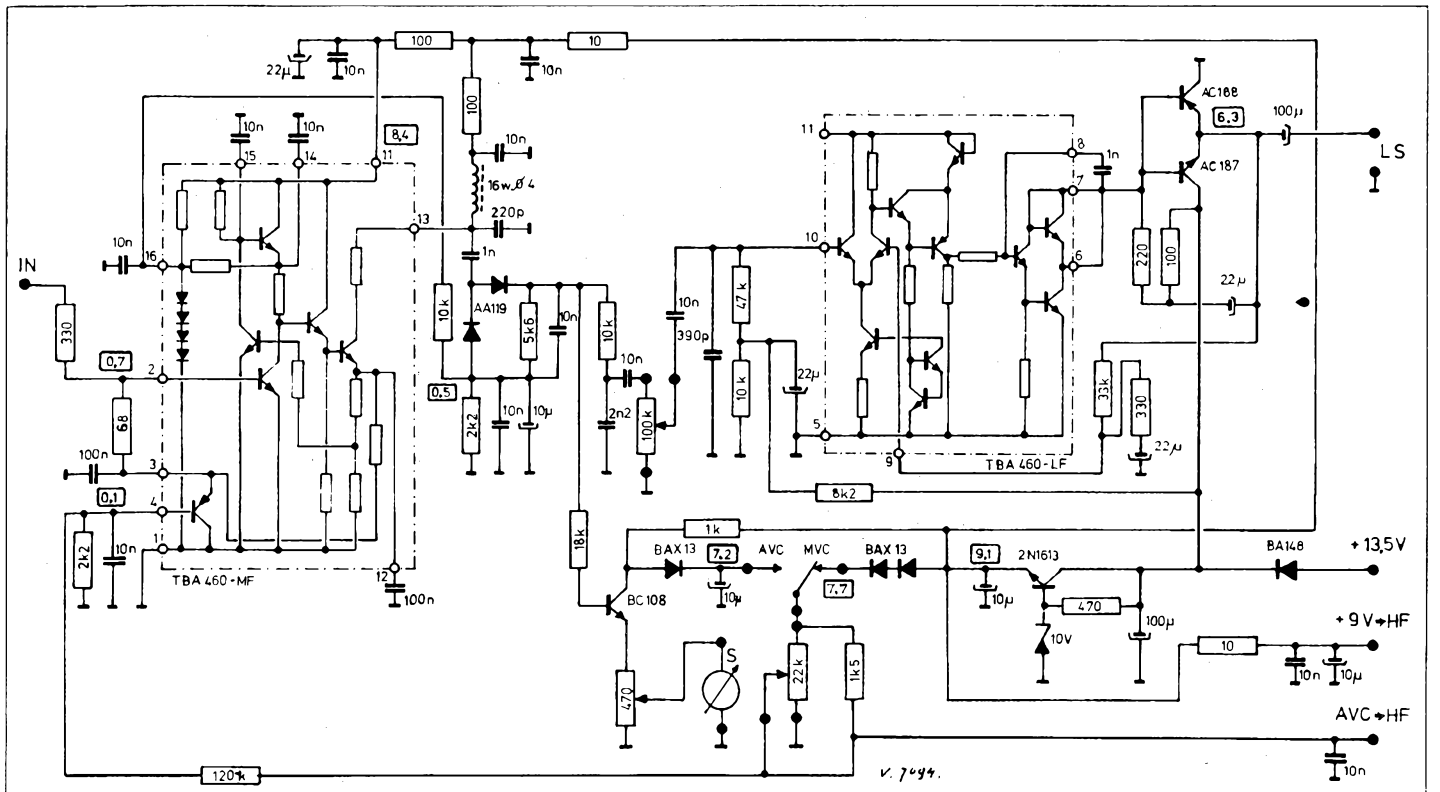 100
10
22µ
10n
10n
100
10n
10n
10n
8,4
15
14
11
16w.Ø4
220p
13
1n
10n
16
IN
330
0,7
2
68
100n
3
0,1
4
2k2
10n
1
TBA 460-MF
12
100n
10k
AA119
5k6
10n
10k
0,5
2k2
10n
10µ
10n
2n2
100k
10n
390p
47k
10k
22µ
11
10
5
9
TBA 460-LF
8
1n
7
6
AC188
6.3
100µ
LS
AC187
220
100
22µ
33k
330
22µ
8k2
18k
1k
BAX 13
7.2
AVC
MVC
BAX 13
9,1
2N1613
BA148
+13,5V
10µ
7.7
10µ
470
100µ
BC108
10V
+9V→HF
10
S
470
22k
1k5
10n
10µ
AVC→HF
120k
10n